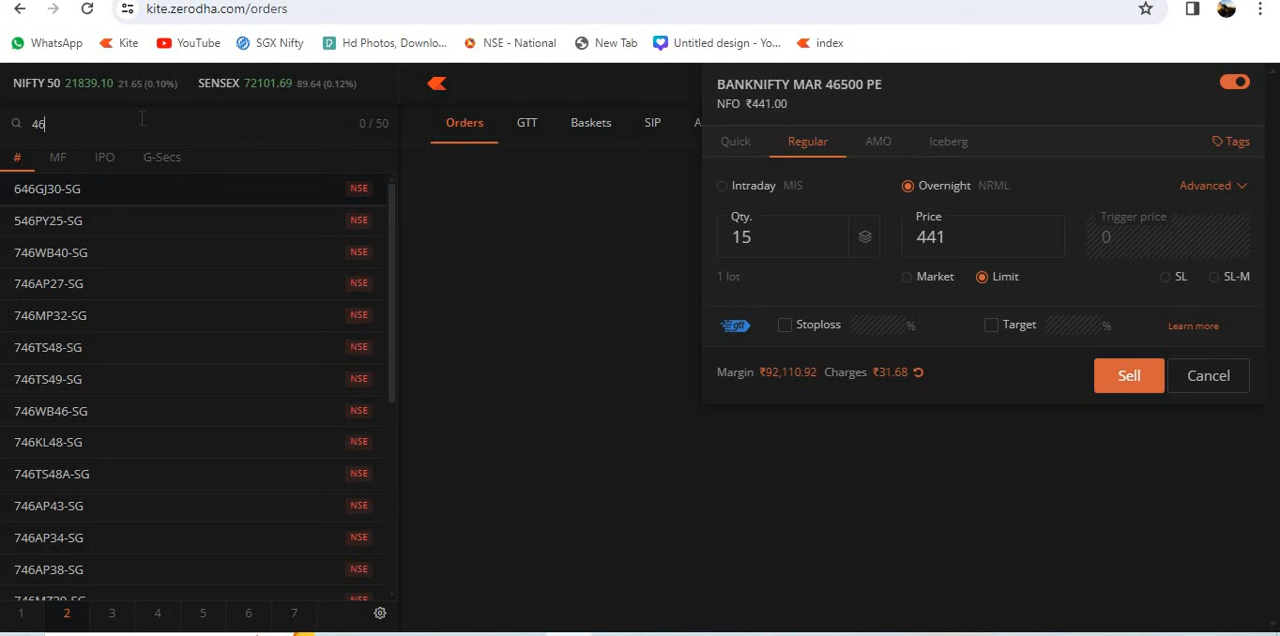 kite.zerodha.com/orders
WhatsApp Kite YouTube SGX Nifty Hd Photos, Downlo... NSE - National New Tab Untitled design - Yo... index
NIFTY 50 21839.10 21.65 (0.10%) SENSEX 72101.69 89.64 (0.12%)
46 0 / 50
# MF IPO G-Secs
646GJ30-SG NSE
546PY25-SG NSE
746WB40-SG NSE
746AP27-SG NSE
746MP32-SG NSE
746TS48-SG NSE
746TS49-SG NSE
746WB46-SG NSE
746KL48-SG NSE
746TS48A-SG NSE
746AP43-SG NSE
746AP34-SG NSE
746AP38-SG NSE
1 2 3 4 5 6 7
Orders GTT Baskets SIP A
BANKNIFTY MAR 46500 PE
NFO ₹441.00
Quick Regular AMO Iceberg Tags
Intraday MIS Overnight NRML Advanced
Qty. Price Trigger price
15 441 0
1 lot Market Limit SL SL-M
GTT Stoploss % Target % Learn more
Margin ₹92,110.92 Charges ₹31.68 Sell Cancel